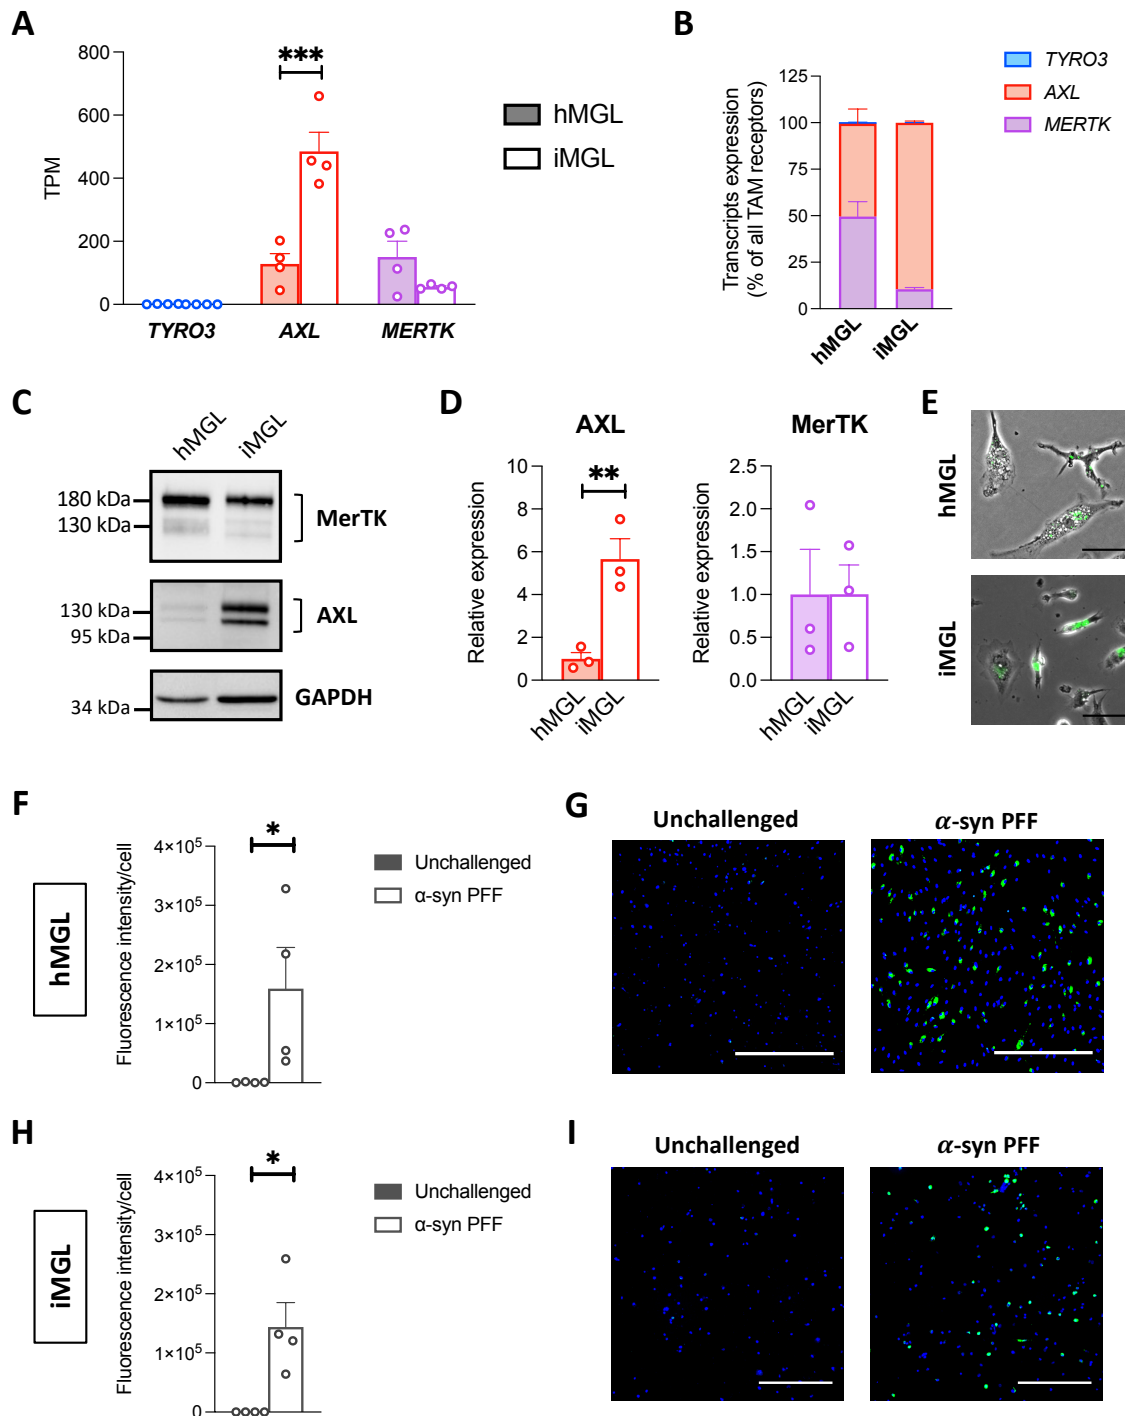 A
800
600
400
200
0
TPM
***
TYRO3
AXL
MERTK
hMGL
iMGL
B
125
100
75
50
25
0
Transcripts expression
(% of all TAM receptors)
hMGL
iMGL
TYRO3
AXL
MERTK
C
hMGL
iMGL
180 kDa
130 kDa
MerTK
130 kDa
95 kDa
AXL
34 kDa
GAPDH
D
AXL
10
8
6
4
2
0
Relative expression
**
hMGL
iMGL
MerTK
2.5
2.0
1.5
1.0
0.5
0.0
Relative expression
hMGL
iMGL
E
hMGL
iMGL
F
hMGL
Fluorescence intensity/cell
4×10⁵
3×10⁵
2×10⁵
1×10⁵
0
*
Unchallenged
α-syn PFF
G
Unchallenged
α-syn PFF
H
iMGL
Fluorescence intensity/cell
4×10⁵
3×10⁵
2×10⁵
1×10⁵
0
*
Unchallenged
α-syn PFF
I
Unchallenged
α-syn PFF